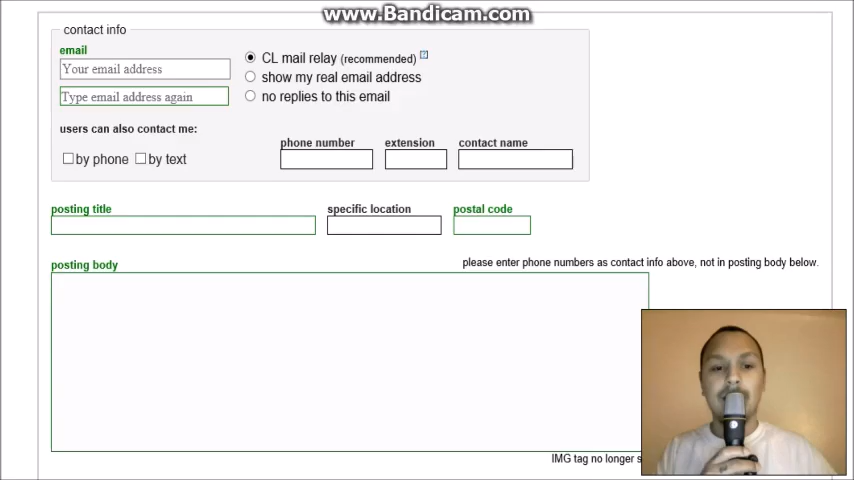 www.Bandicam.com
contact info
email
Your email address
Type email address again
CL mail relay (recommended) ?
show my real email address
no replies to this email
users can also contact me:
by phone by text
phone number extension contact name
posting title specific location postal code
posting body
please enter phone numbers as contact info above, not in posting body below.
IMG tag no longer s